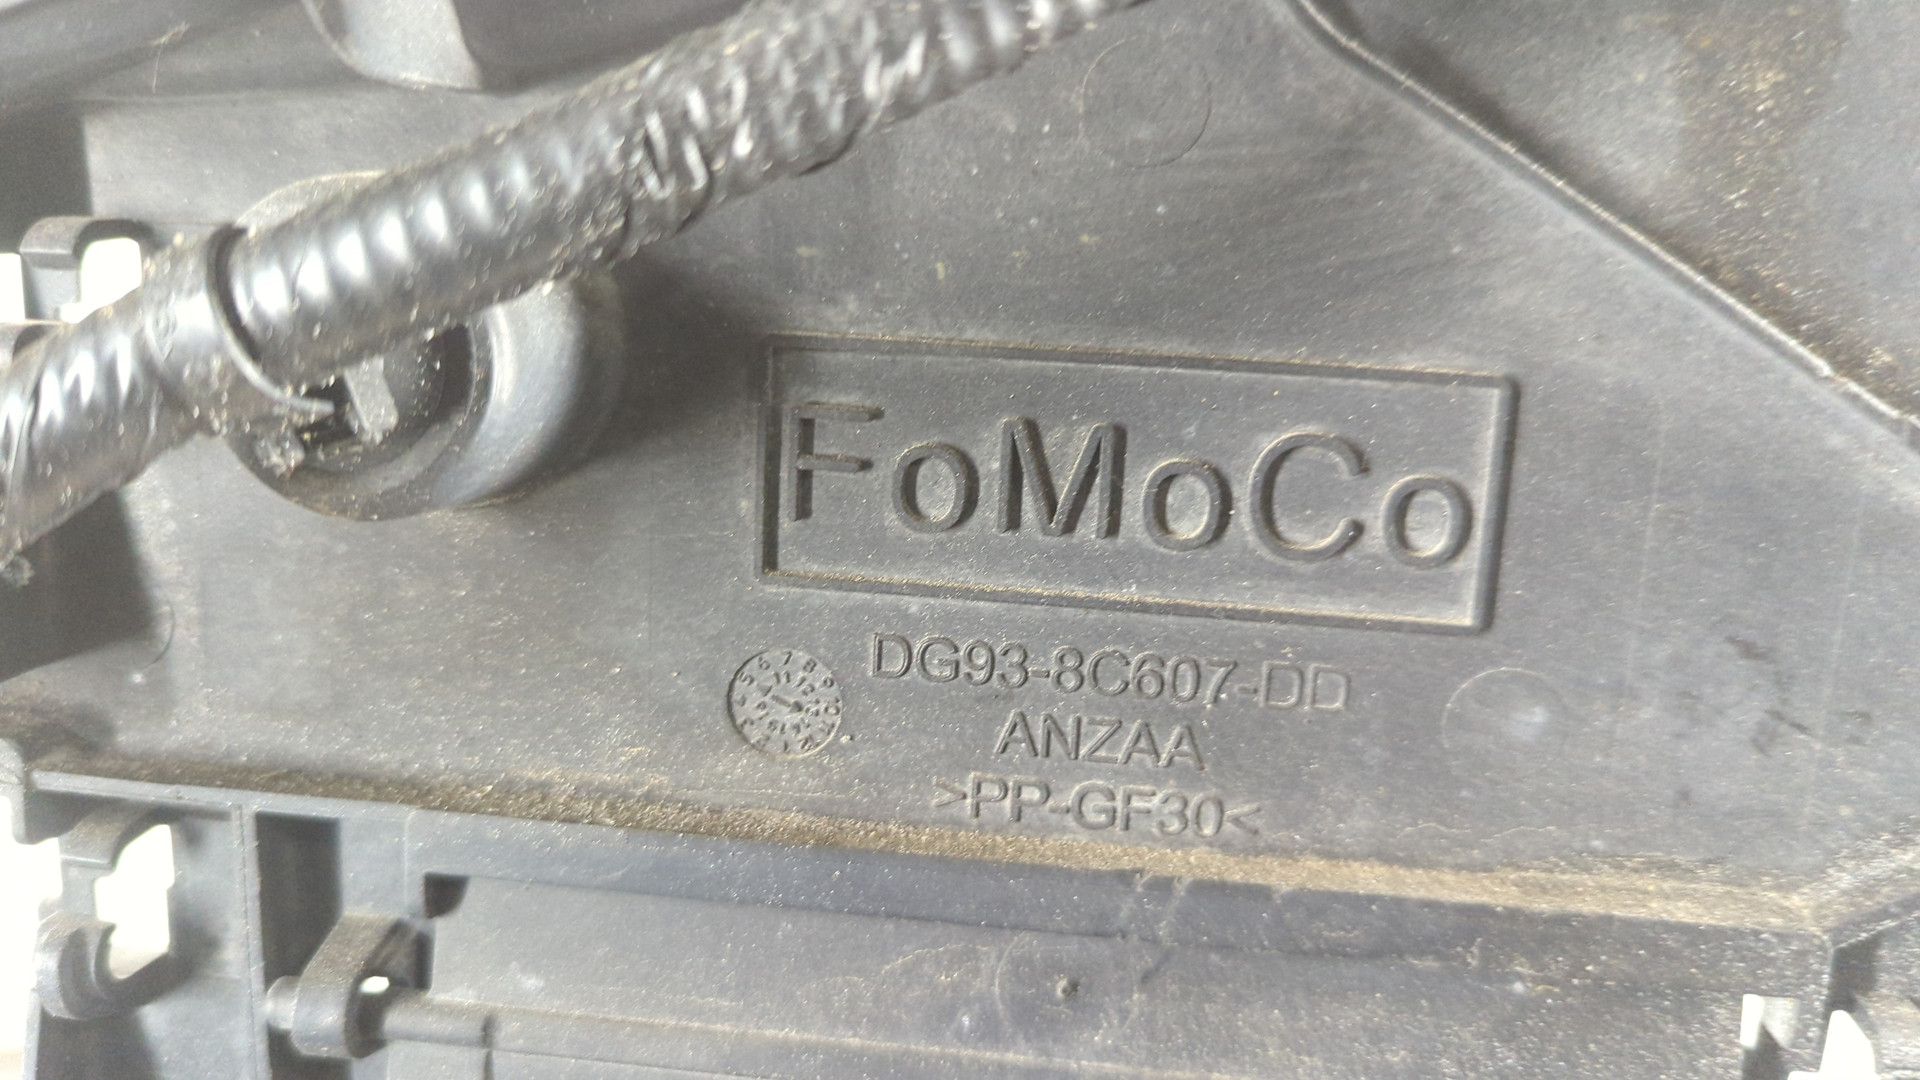 FoMoCo
DG93-8C607-DD
ANZAA
>PP-GF30<